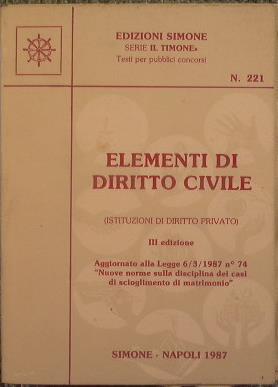 EDIZIONI SIMONE
SERIE IL TIMONE»
Testi per pubblici concorsi
N. 221
ELEMENTI DI
DIRITTO CIVILE
(ISTITUZIONI DI DIRITTO PRIVATO)
III edizione
Aggiornato alla Legge 6/3/1987 n° 74
"Nuove norme sulla disciplina dei casi
di scioglimento di matrimonio"
SIMONE - NAPOLI 1987